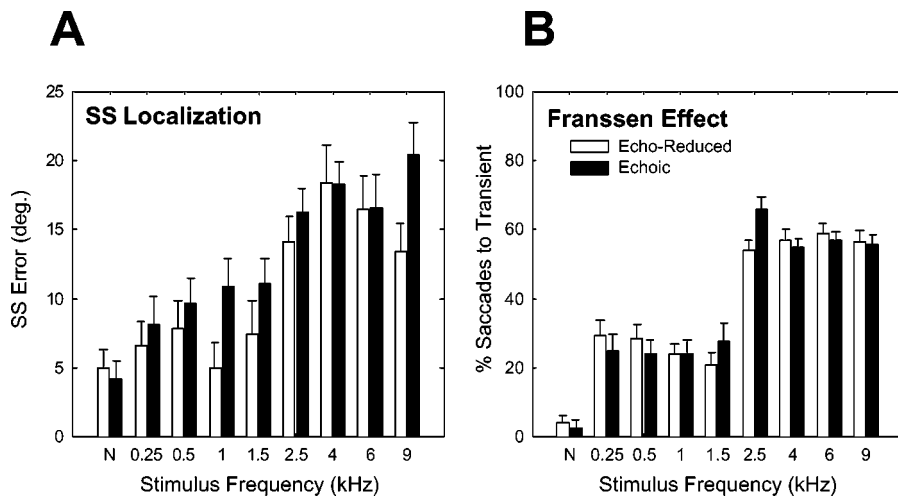 A
SS Localization
25
20
15
10
5
0
SS Error (deg.)
N 0.25 0.5 1 1.5 2.5 4 6 9
Stimulus Frequency (kHz)
B
Franssen Effect
Echo-Reduced
Echoic
100
80
60
40
20
0
% Saccades to Transient
N 0.25 0.5 1 1.5 2.5 4 6 9
Stimulus Frequency (kHz)